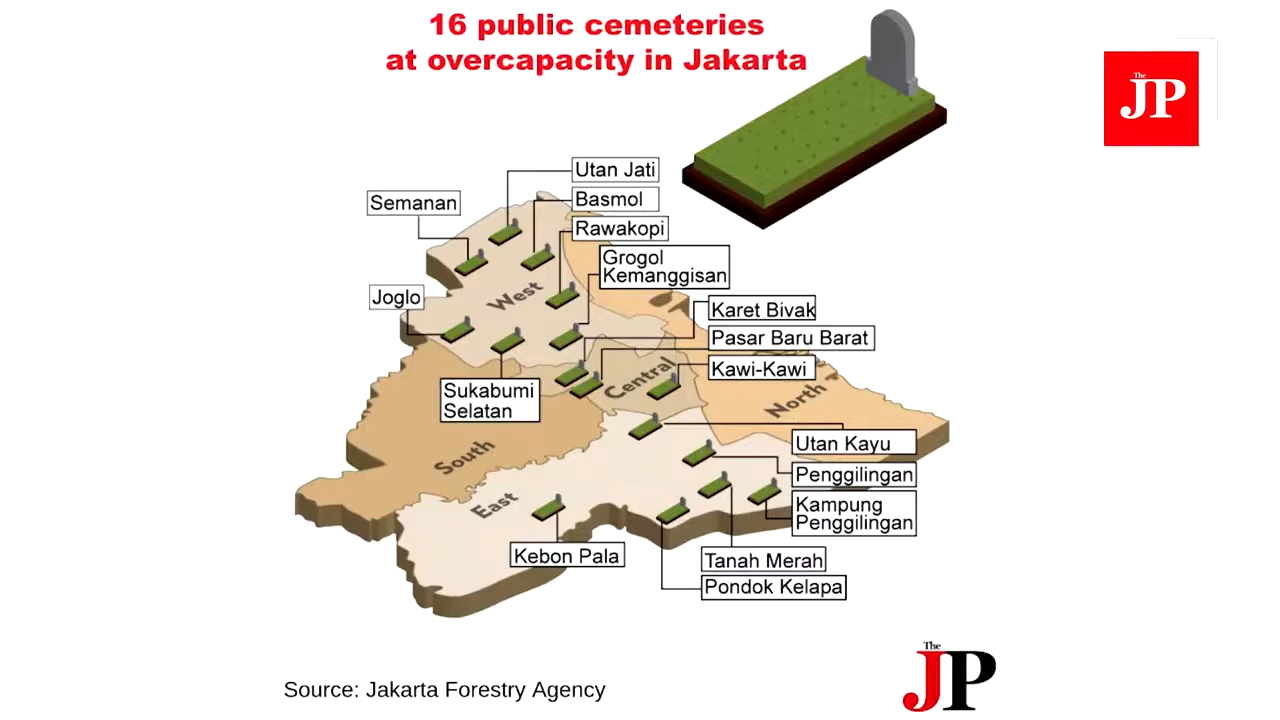 16 public cemeteries
at overcapacity in Jakarta
The
JP
Utan Jati
Semanan
Basmol
Rawakopi
Grogol
Kemanggisan
West
Joglo
Karet Bivak
Pasar Baru Barat
Kawi-Kawi
Central
North
Sukabumi
Selatan
South
Utan Kayu
Penggilingan
East
Kampung
Penggilingan
Kebon Pala
Tanah Merah
Pondok Kelapa
The
JP
Source: Jakarta Forestry Agency